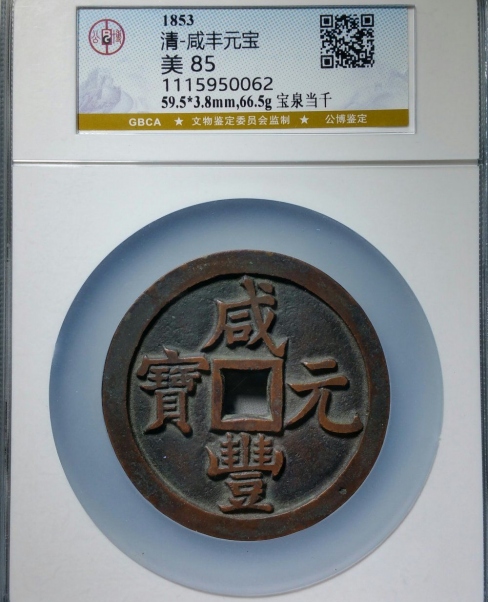 1853
清-咸丰元宝
美 85
1115950062
59.5*3.8mm,66.5g 宝泉当千
GBCA ★ 文物鉴定委员会监制 ★ 公博鉴定
咸
寶 元
豐